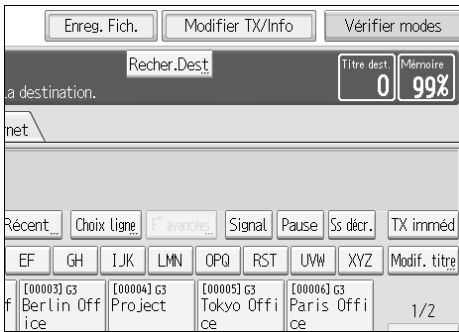 Enreg. Fich. Modifier TX/Info Vérifier modes
Recher.Dest. Titre dest. Mémoire
a destination. 0 99%
net
Récent Choix ligne F° avancées Signal Pause Ss décr. TX imméd
EF GH IJK LMN OPQ RST UVW XYZ Modif. titre
[00003] G3 [00004] G3 [00005] G3 [00006] G3
f Berlin Off Project Tokyo Offi Paris Offi 1/2
ice ce ce